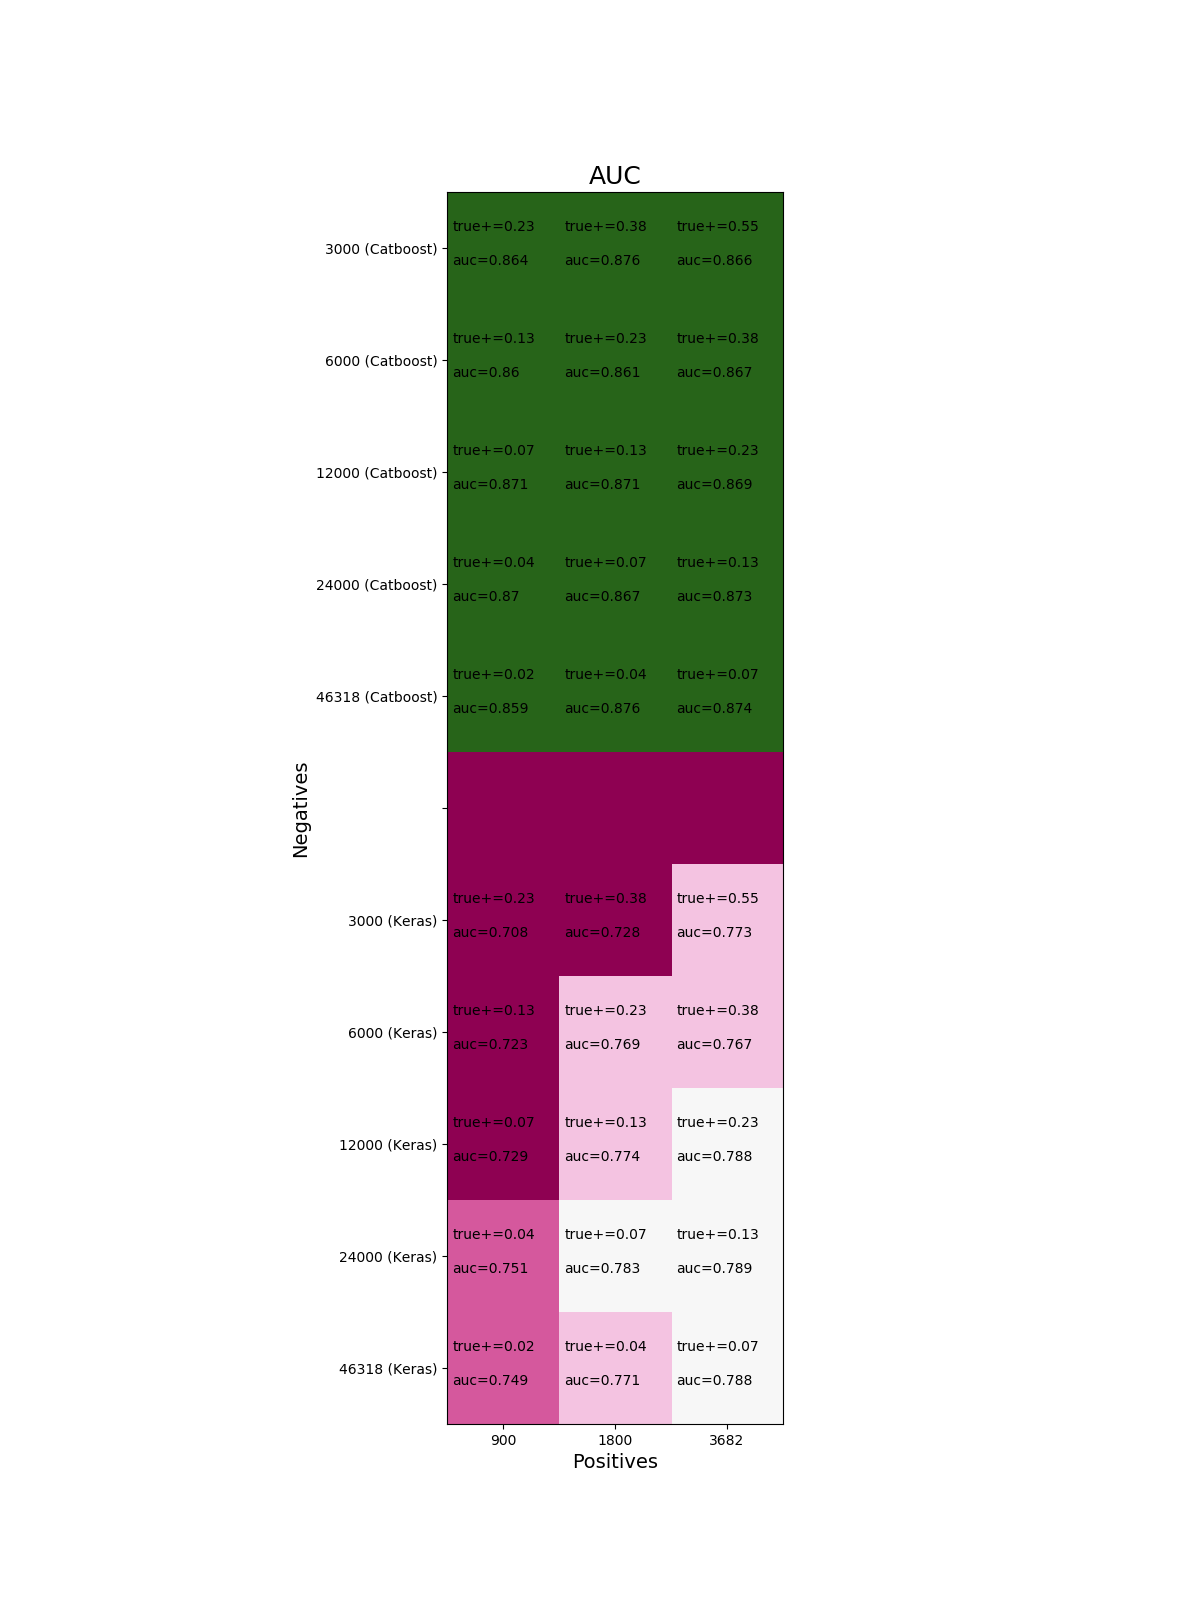 AUC
3000 (Catboost)
true+=0.23 true+=0.38 true+=0.55
auc=0.864 auc=0.876 auc=0.866
6000 (Catboost)
true+=0.13 true+=0.23 true+=0.38
auc=0.86 auc=0.861 auc=0.867
12000 (Catboost)
true+=0.07 true+=0.13 true+=0.23
auc=0.871 auc=0.871 auc=0.869
24000 (Catboost)
true+=0.04 true+=0.07 true+=0.13
auc=0.87 auc=0.867 auc=0.873
46318 (Catboost)
true+=0.02 true+=0.04 true+=0.07
auc=0.859 auc=0.876 auc=0.874
Negatives
3000 (Keras)
true+=0.23 true+=0.38 true+=0.55
auc=0.708 auc=0.728 auc=0.773
6000 (Keras)
true+=0.13 true+=0.23 true+=0.38
auc=0.723 auc=0.769 auc=0.767
12000 (Keras)
true+=0.07 true+=0.13 true+=0.23
auc=0.729 auc=0.774 auc=0.788
24000 (Keras)
true+=0.04 true+=0.07 true+=0.13
auc=0.751 auc=0.783 auc=0.789
46318 (Keras)
true+=0.02 true+=0.04 true+=0.07
auc=0.749 auc=0.771 auc=0.788
900 1800 3682
Positives